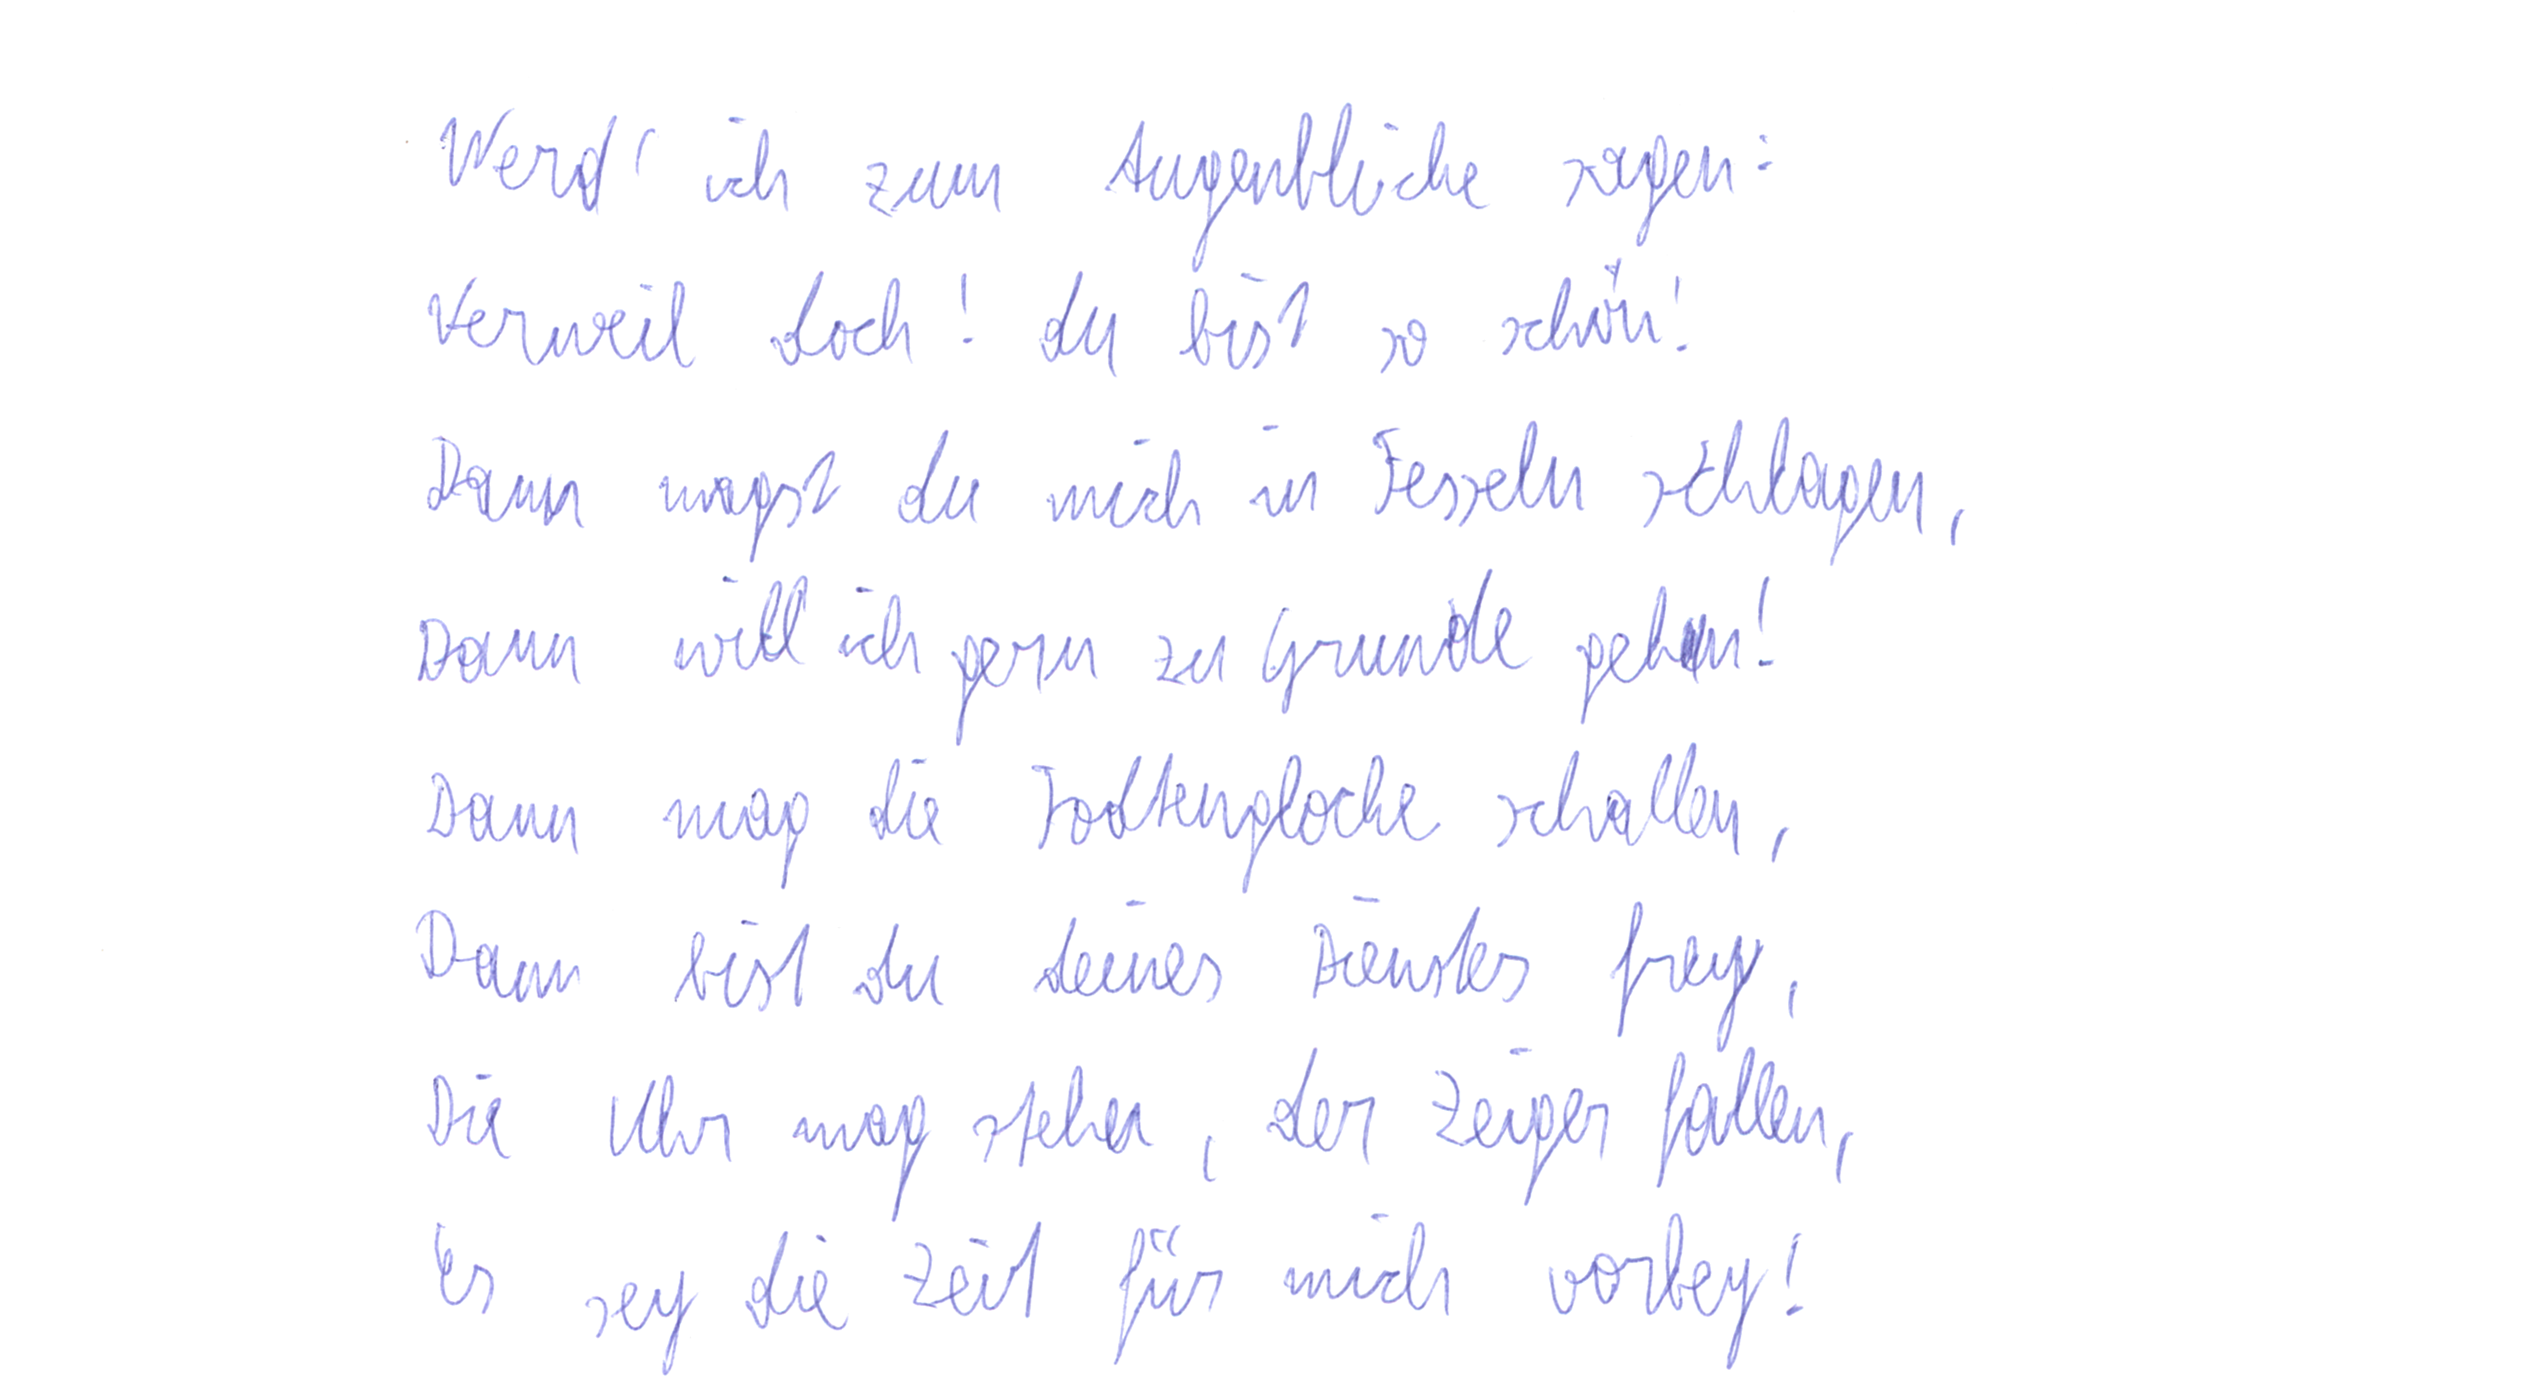 Werd' ich zum Augenblicke sagen:
Verweil doch! du bist so schön!
Dann magst du mich in Fesseln schlagen,
Dann will ich gern zu Grunde gehen!
Dann mag die Todtenglocke schallen,
Dann bist du deines Dienstes frey,
Die Uhr mag stehen, der Zeiger fallen,
Es sey die Zeit für mich vorbey!